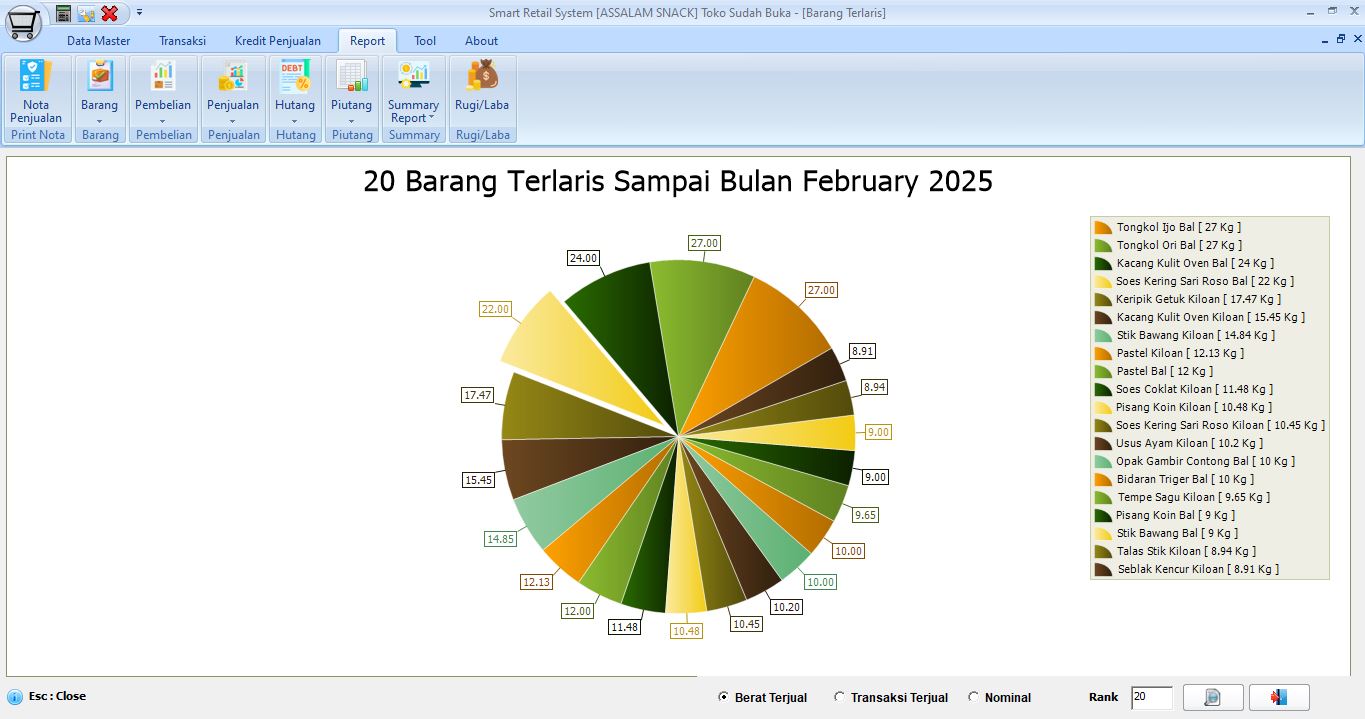 Smart Retail System [ASSALAM SNACK] Toko Sudah Buka - [Barang Terlaris]
Data Master Transaksi Kredit Penjualan Report Tool About
DEBT
Nota Penjualan Barang Pembelian Penjualan Hutang Piutang Summary Report Rugi/Laba
Print Nota Barang Pembelian Penjualan Hutang Piutang Summary Rugi/Laba
20 Barang Terlaris Sampai Bulan February 2025
27.00
27.00
8.91
8.94
9.00
9.00
9.65
10.00
10.00
10.20
10.45
10.48
11.48
12.00
12.13
14.85
15.45
17.47
22.00
24.00
Tongkol Ijo Bal [ 27 Kg ]
Tongkol Ori Bal [ 27 Kg ]
Kacang Kulit Oven Bal [ 24 Kg ]
Soes Kering Sari Roso Bal [ 22 Kg ]
Keripik Getuk Kiloan [ 17.47 Kg ]
Kacang Kulit Oven Kiloan [ 15.45 Kg ]
Stik Bawang Kiloan [ 14.84 Kg ]
Pastel Kiloan [ 12.13 Kg ]
Pastel Bal [ 12 Kg ]
Soes Coklat Kiloan [ 11.48 Kg ]
Pisang Koin Kiloan [ 10.48 Kg ]
Soes Kering Sari Roso Kiloan [ 10.45 Kg ]
Usus Ayam Kiloan [ 10.2 Kg ]
Opak Gambir Contong Bal [ 10 Kg ]
Bidaran Triger Bal [ 10 Kg ]
Tempe Sagu Kiloan [ 9.65 Kg ]
Pisang Koin Bal [ 9 Kg ]
Stik Bawang Bal [ 9 Kg ]
Talas Stik Kiloan [ 8.94 Kg ]
Seblak Kencur Kiloan [ 8.91 Kg ]
Esc : Close
Berat Terjual Transaksi Terjual Nominal Rank 20